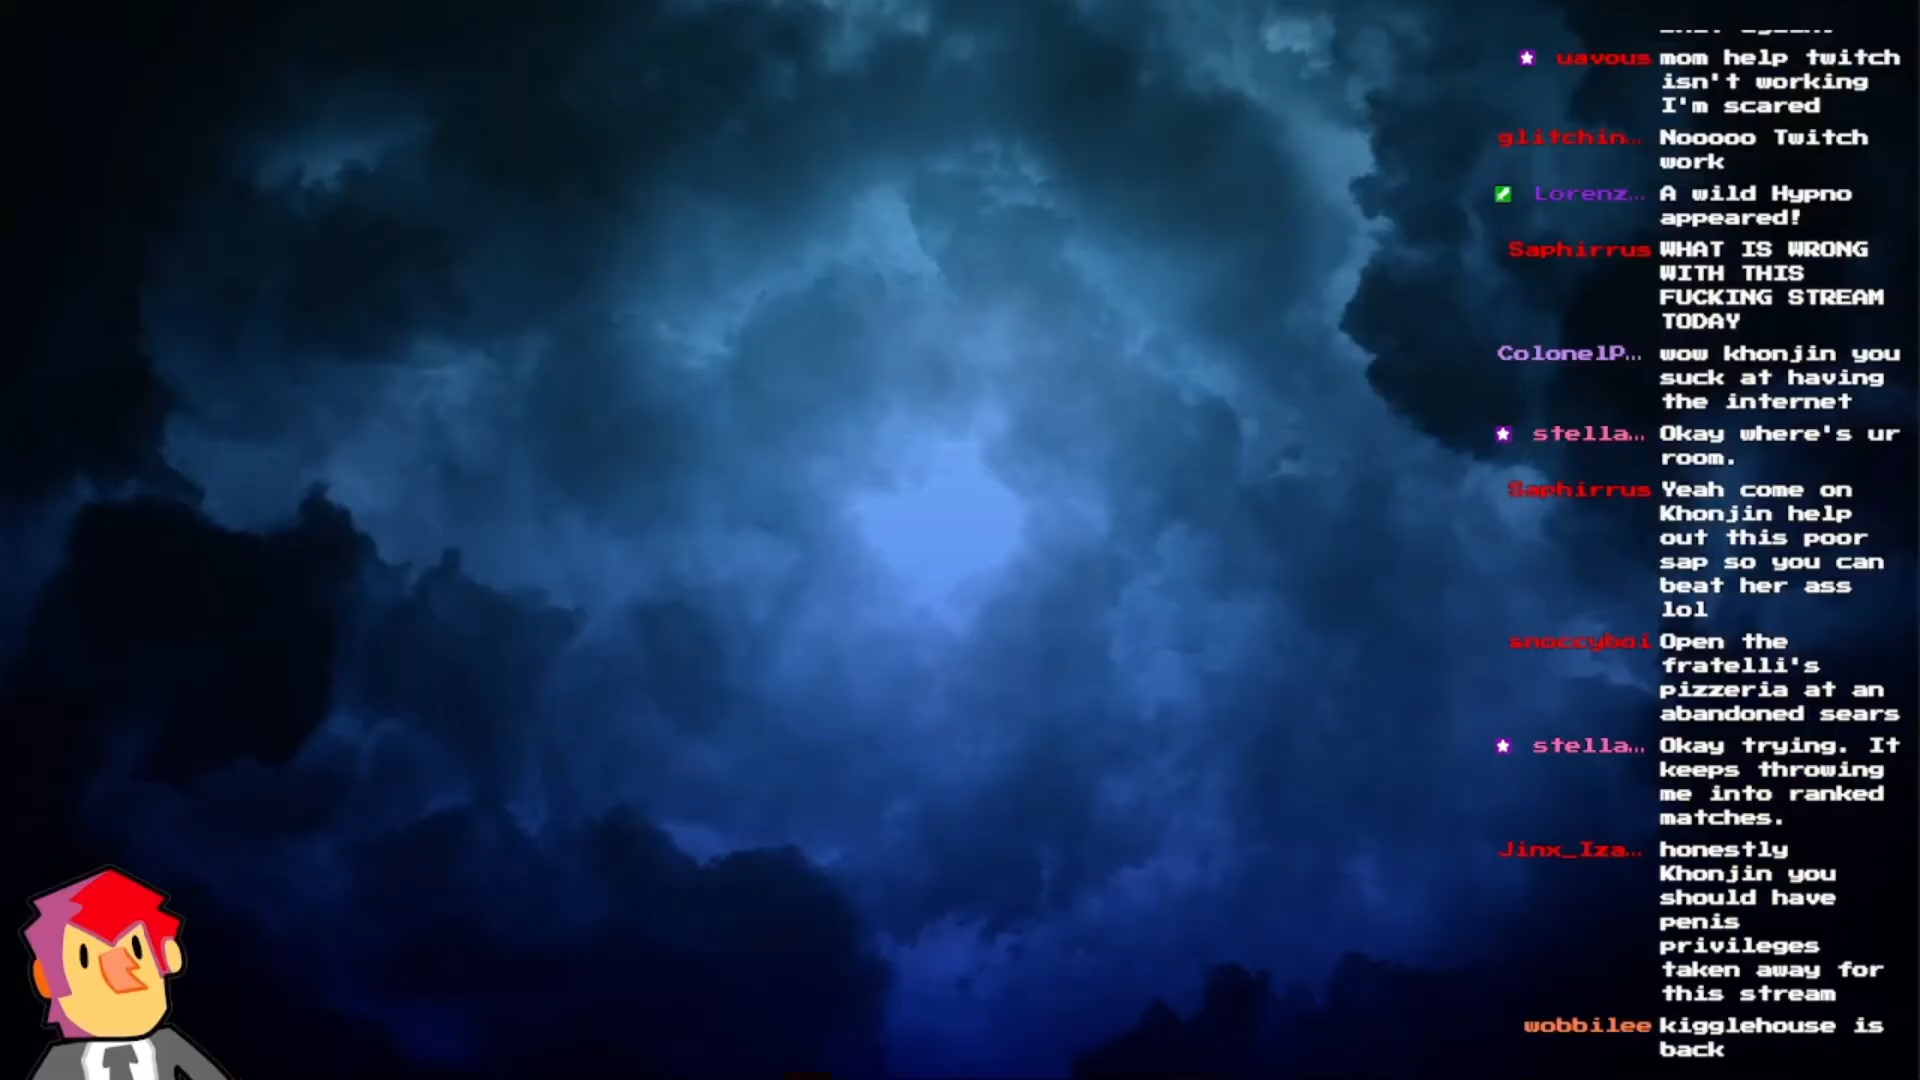 uavous mom help twitch
isn't working
I'm scared
glitchin… Nooooo Twitch
work
Lorenz… A wild Hypno
appeared!
Saphirrus WHAT IS WRONG
WITH THIS
FUCKING STREAM
TODAY
ColonelP… wow khonjin you
suck at having
the internet
stella… Okay where's ur
room.
Saphirrus Yeah come on
Khonjin help
out this poor
sap so you can
beat her ass
lol
snoccyboi Open the
fratelli's
pizzeria at an
abandoned sears
stella… Okay trying. It
keeps throwing
me into ranked
matches.
Jinx_Iza… honestly
Khonjin you
should have
penis
privileges
taken away for
this stream
wobbilee kigglehouse is
back